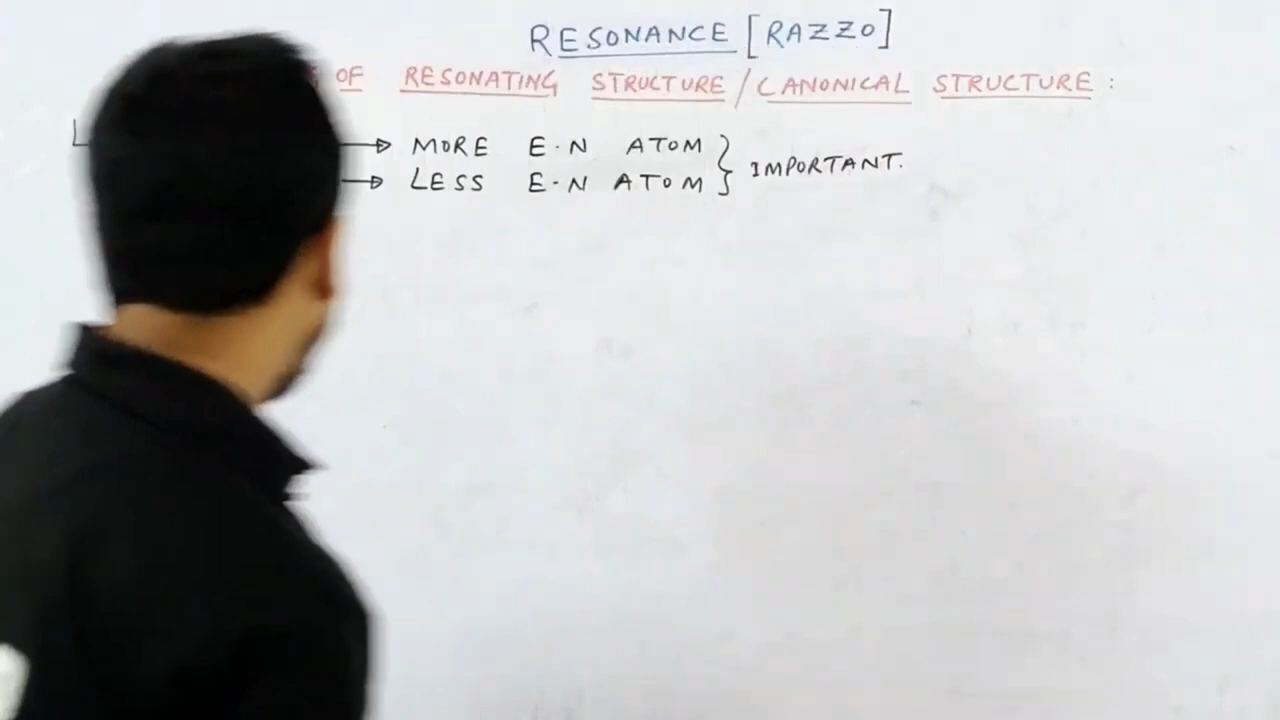 RESONANCE [RAZZO]
OF RESONATING STRUCTURE / CANONICAL STRUCTURE :
→ MORE E.N ATOM
→ LESS E-N ATOM } IMPORTANT.